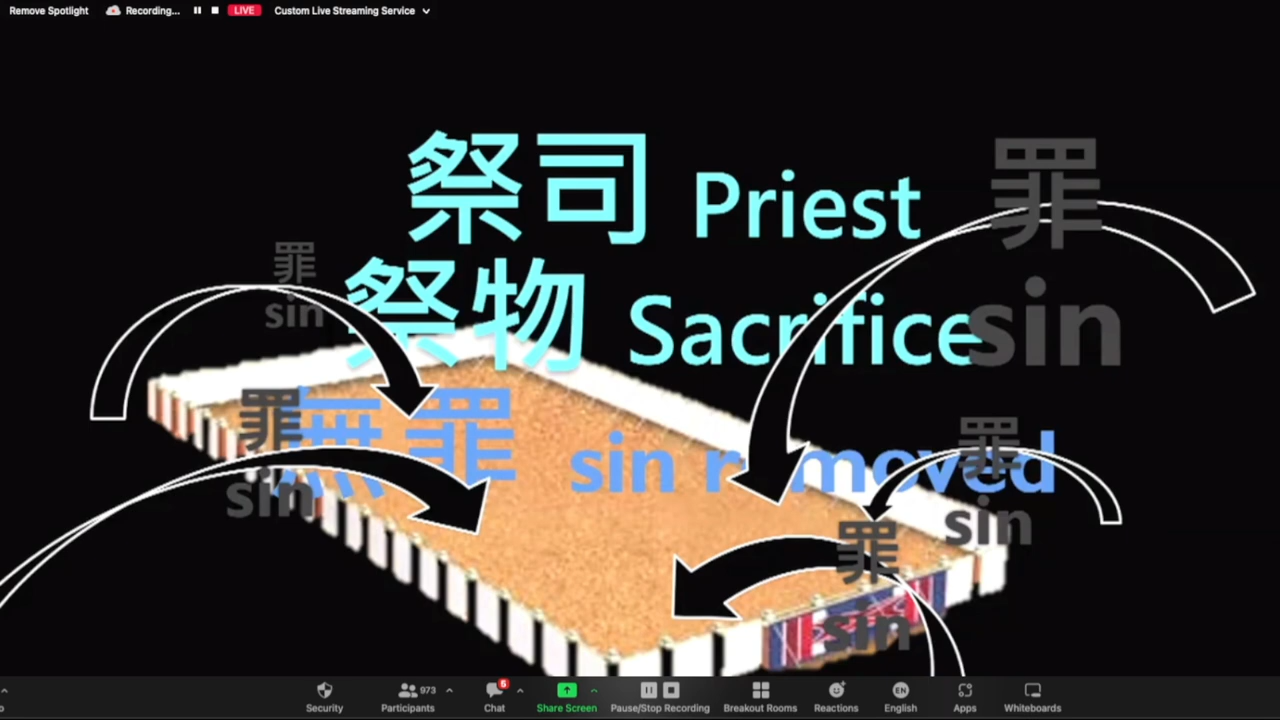 Remove Spotlight Recording... LIVE Custom Live Streaming Service
祭司 Priest
罪
sin
罪
sin
祭物 Sacrifice
無罪 sin removed
罪
sin
罪
sin
罪
sin
Security Participants 973 Chat 5 Share Screen Pause/Stop Recording Breakout Rooms Reactions EN English Apps Whiteboards